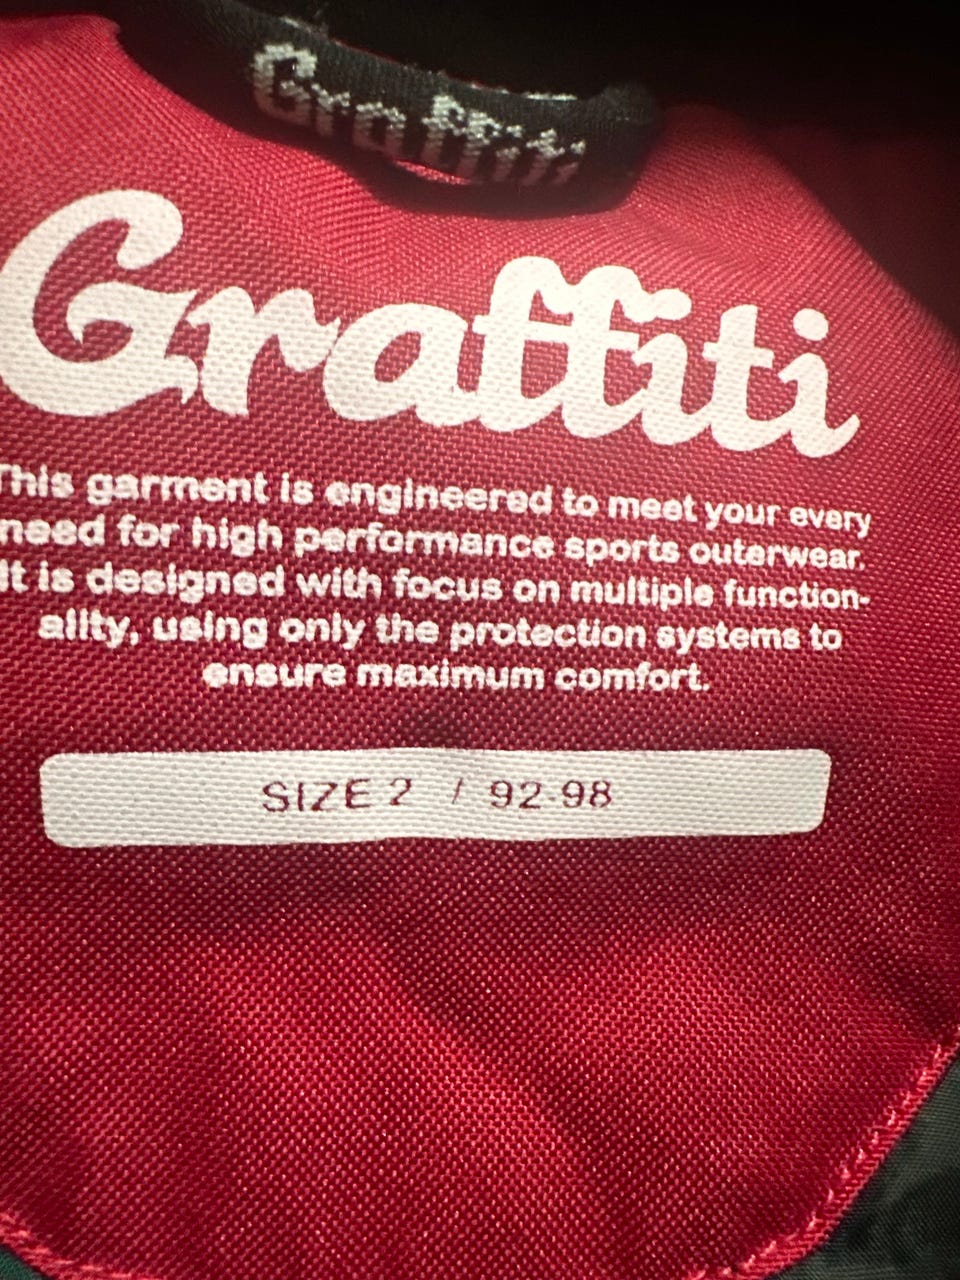 Graffiti
Graffiti
This garment is engineered to meet your every
need for high performance sports outerwear.
It is designed with focus on multiple function-
ality, using only the protection systems to
ensure maximum comfort.
SIZE 2 / 92-98